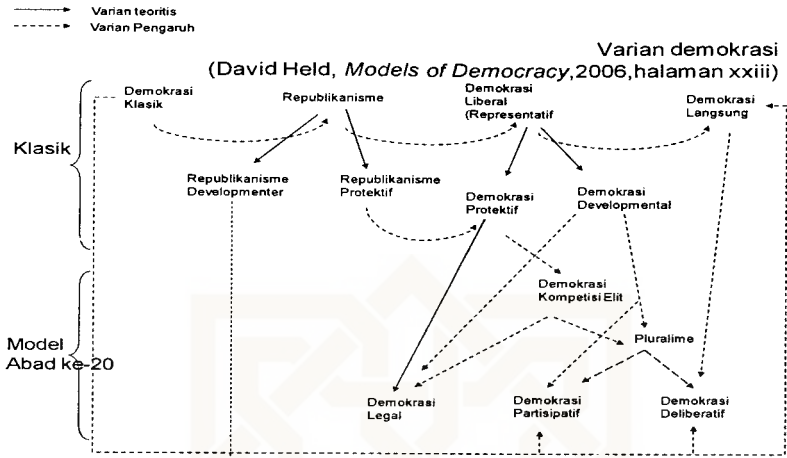 Varian teoritis
Varian Pengaruh
Varian demokrasi
(David Held, Models of Democracy,2006,halaman xxiii)
Demokrasi
Klasik
Republikanisme
Demokrasi
Liberal
(Representatif
Demokrasi
Langsung
Klasik
Republikanisme
Developmenter
Republikanisme
Protektif
Demokrasi
Protektif
Demokrasi
Developmental
Demokrasi
Kompetisi Elit
Model
Abad ke-20
Pluralime
Demokrasi
Legal
Demokrasi
Partisipatif
Demokrasi
Deliberatif